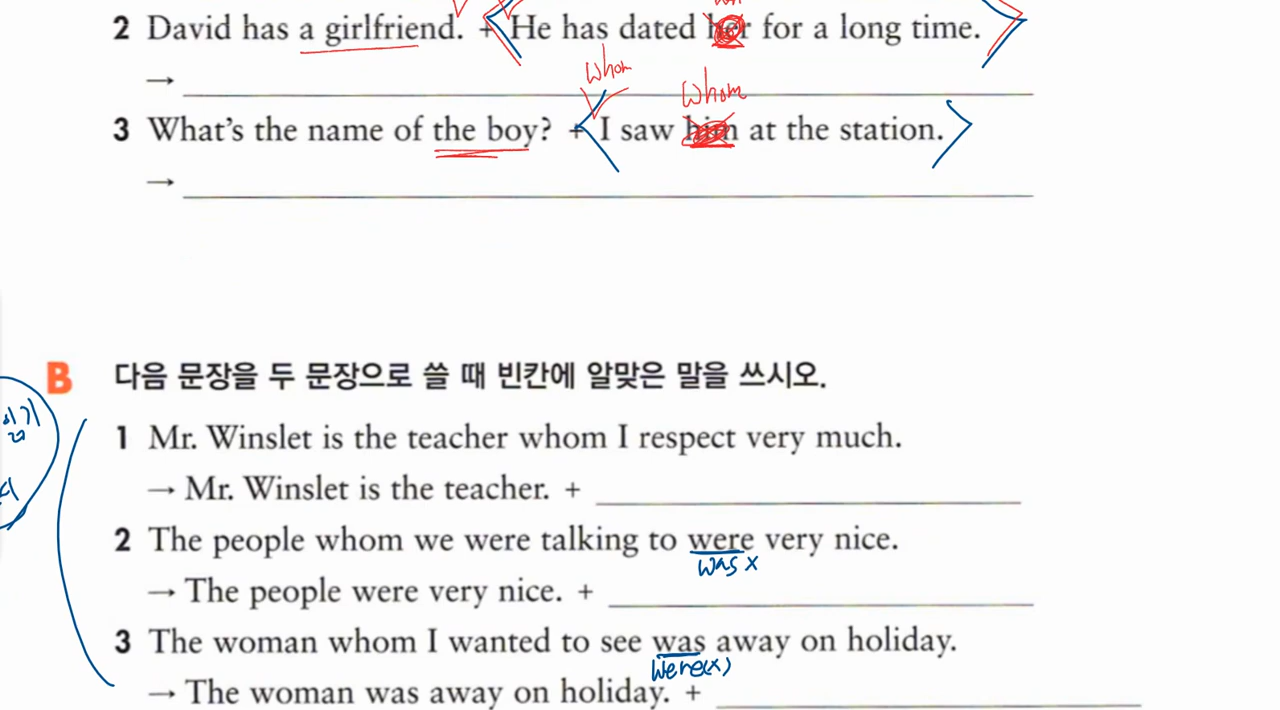 2 David has a girlfriend. + He has dated her for a long time.
→
whom
whom
3 What's the name of the boy? + I saw him at the station.
→
B 다음 문장을 두 문장으로 쓸 때 빈칸에 알맞은 말을 쓰시오.
1 Mr. Winslet is the teacher whom I respect very much.
→ Mr. Winslet is the teacher. +
2 The people whom we were talking to were very nice.
was x
→ The people were very nice. +
3 The woman whom I wanted to see was away on holiday.
were(x)
→ The woman was away on holiday. +